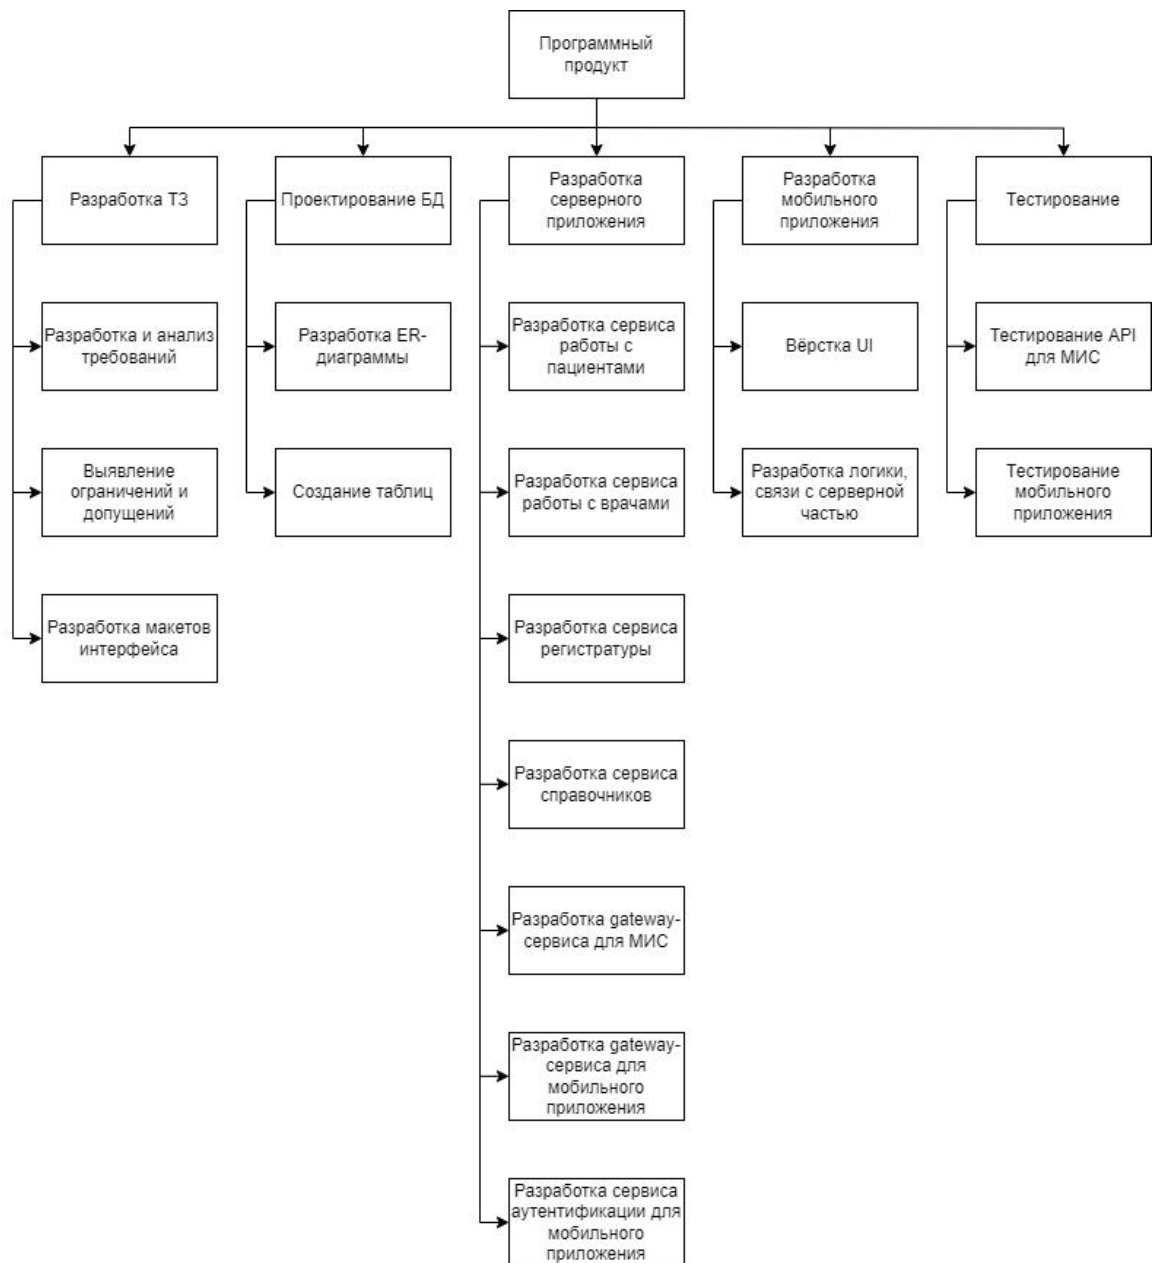 Программный
продукт
Разработка ТЗ
Проектирование БД
Разработка
серверного
приложения
Разработка
мобильного
приложения
Тестирование
Разработка и анализ
требований
Разработка ER-
диаграммы
Разработка сервиса
работы с
пациентами
Вёрстка UI
Тестирование API
для МИС
Выявление
ограничений и
допущений
Создание таблиц
Разработка сервиса
работы с врачами
Разработка логики,
связи с серверной
частью
Тестирование
мобильного
приложения
Разработка макетов
интерфейса
Разработка сервиса
регистратуры
Разработка сервиса
справочников
Разработка gateway-
сервиса для МИС
Разработка gateway-
сервиса для
мобильного
приложения
Разработка сервиса
аутентификации для
мобильного
приложения